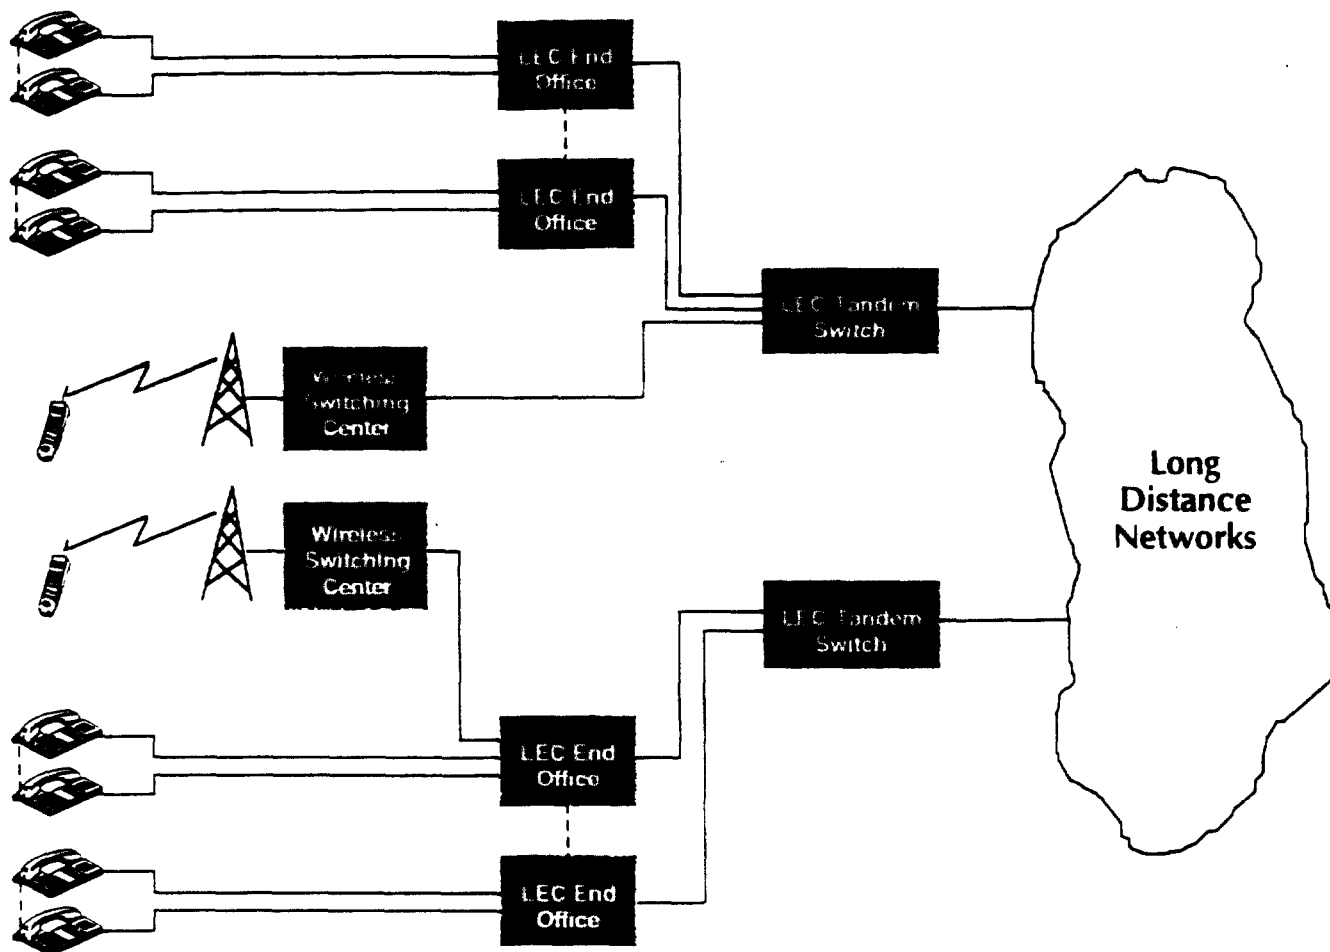 LEC End
Office
LEC End
Office
LEC Tandem
Switch
Wireless
Switching
Center
Long
Distance
Networks
Wireless
Switching
Center
LEC Tandem
Switch
LEC End
Office
LEC End
Office